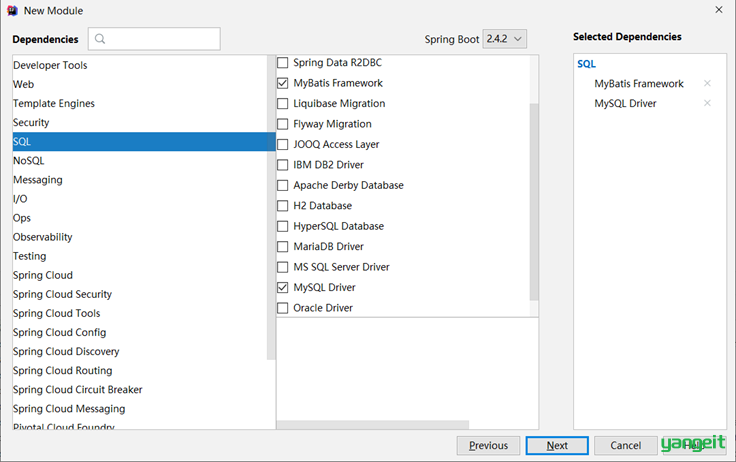 New Module
Dependencies
Spring Boot 2.4.2
Selected Dependencies
Developer Tools
Web
Template Engines
Security
SQL
NoSQL
Messaging
I/O
Ops
Observability
Testing
Spring Cloud
Spring Cloud Security
Spring Cloud Tools
Spring Cloud Config
Spring Cloud Discovery
Spring Cloud Routing
Spring Cloud Circuit Breaker
Spring Cloud Messaging
Pivotal Cloud Foundry
Spring Data R2DBC
MyBatis Framework
Liquibase Migration
Flyway Migration
JOOQ Access Layer
IBM DB2 Driver
Apache Derby Database
H2 Database
HyperSQL Database
MariaDB Driver
MS SQL Server Driver
MySQL Driver
Oracle Driver
SQL
MyBatis Framework
MySQL Driver
Previous
Next
Cancel
Help
yangeit